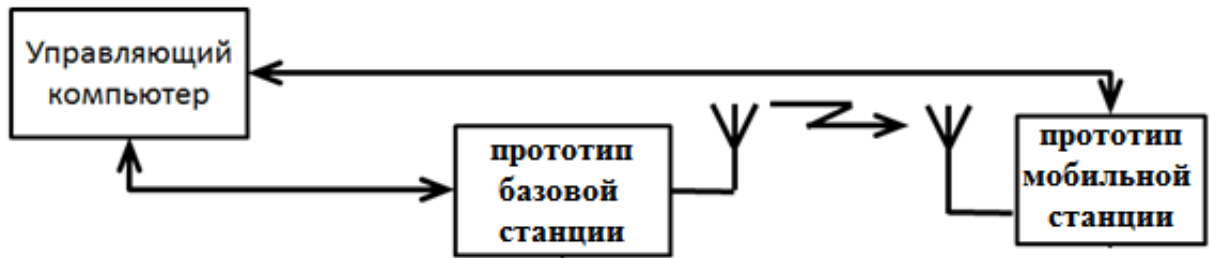 Управляющий
компьютер
прототип
базовой
станции
прототип
мобильной
станции